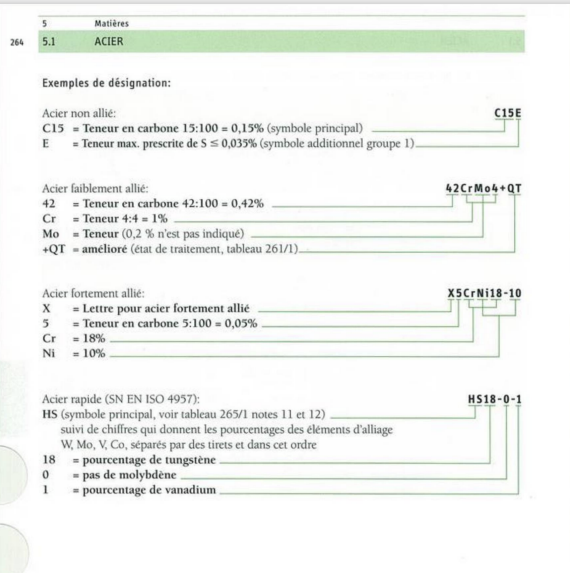 5 Matières
264 5.1 ACIER
Exemples de désignation:
Acier non allié: C15E
C15 = Teneur en carbone 15:100 = 0,15% (symbole principal)
E = Teneur max. prescrite de S ≤ 0,035% (symbole additionnel groupe 1)
Acier faiblement allié: 42CrMo4+QT
42 = Teneur en carbone 42:100 = 0,42%
Cr = Teneur 4:4 = 1%
Mo = Teneur (0,2 % n'est pas indiqué)
+QT = amélioré (état de traitement, tableau 261/1)
Acier fortement allié: X5CrNi18-10
X = Lettre pour acier fortement allié
5 = Teneur en carbone 5:100 = 0,05%
Cr = 18%
Ni = 10%
Acier rapide (SN EN ISO 4957): HS18-0-1
HS (symbole principal, voir tableau 265/1 notes 11 et 12)
suivi de chiffres qui donnent les pourcentages des éléments d'alliage
W, Mo, V, Co, séparés par des tirets et dans cet ordre
18 = pourcentage de tungstène
0 = pas de molybdène
1 = pourcentage de vanadium